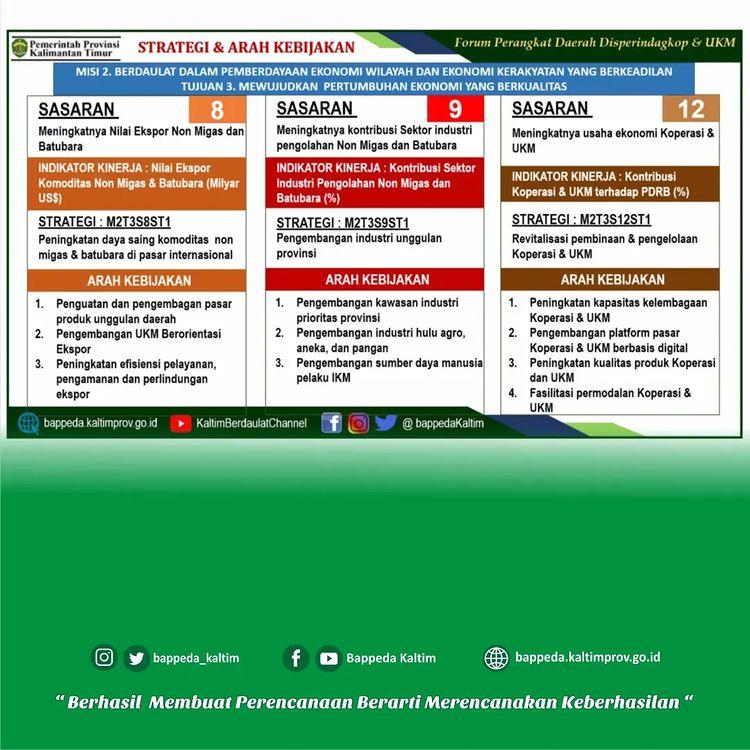 Pemerintah Provinsi
Kalimantan Timur
STRATEGI & ARAH KEBIJAKAN
Forum Perangkat Daerah Disperindagkop & UKM
MISI 2. BERDAULAT DALAM PEMBERDAYAAN EKONOMI WILAYAH DAN EKONOMI KERAKYATAN YANG BERKEADILAN
TUJUAN 3. MEWUJUDKAN PERTUMBUHAN EKONOMI YANG BERKUALITAS
SASARAN 8
Meningkatnya Nilai Ekspor Non Migas dan
Batubara
INDIKATOR KINERJA : Nilai Ekspor
Komoditas Non Migas & Batubara (Milyar
US$)
STRATEGI : M2T3S8ST1
Peningkatan daya saing komoditas non
migas & batubara di pasar internasional
ARAH KEBIJAKAN
1. Penguatan dan pengembagan pasar
produk unggulan daerah
2. Pengembangan UKM Berorientasi
Ekspor
3. Peningkatan efisiensi pelayanan,
pengamanan dan perlindungan
ekspor
SASARAN 9
Meningkatnya kontribusi Sektor industri
pengolahan Non Migas dan Batubara
INDIKATOR KINERJA : Kontribusi Sektor
Industri Pengolahan Non Migas dan
Batubara (%)
STRATEGI : M2T3S9ST1
Pengembangan industri unggulan
provinsi
ARAH KEBIJAKAN
1. Pengembangan kawasan industri
prioritas provinsi
2. Pengembangan industri hulu agro,
aneka, dan pangan
3. Pengembangan sumber daya manusia
pelaku IKM
SASARAN 12
Meningkatnya usaha ekonomi Koperasi &
UKM
INDIKATOR KINERJA : Kontribusi
Koperasi & UKM terhadap PDRB (%)
STRATEGI : M2T3S12ST1
Revitalisasi pembinaan & pengelolaan
Koperasi & UKM
ARAH KEBIJAKAN
1. Peningkatan kapasitas kelembagaan
Koperasi & UKM
2. Pengembangan platform pasar
Koperasi & UKM berbasis digital
3. Peningkatan kualitas produk Koperasi
dan UKM
4. Fasilitasi permodalan Koperasi &
UKM
bappeda.kaltimprov.go.id KaltimBerdaulatChannel @ bappedaKaltim
bappeda_kaltim Bappeda Kaltim bappeda.kaltimprov.go.id
“ Berhasil Membuat Perencanaan Berarti Merencanakan Keberhasilan “